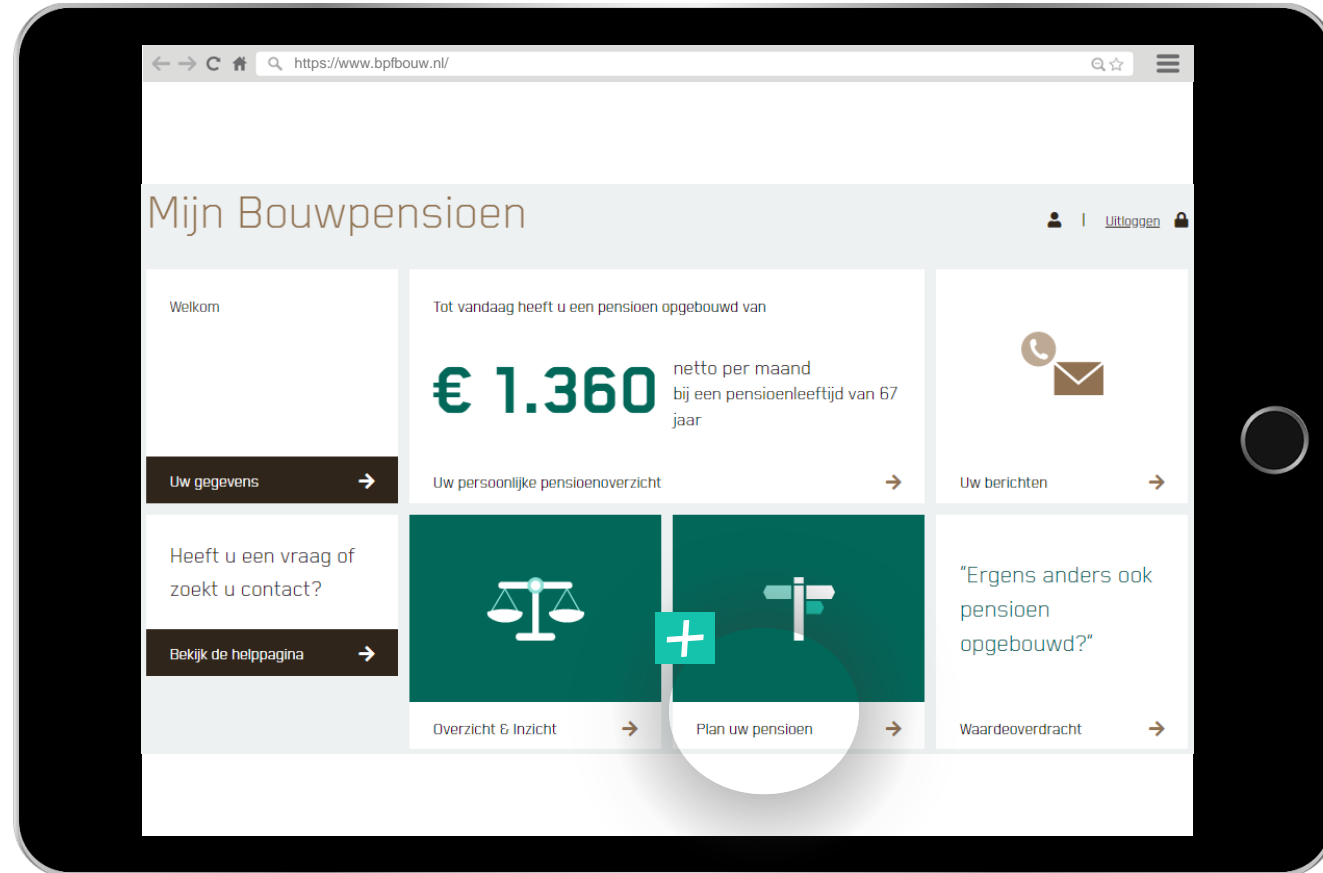 https://www.bpfbouw.nl/
Mijn Bouwpensioen
| Uitloggen
Welkom
Uw gegevens
Tot vandaag heeft u een pensioen opgebouwd van
€ 1.360
netto per maand
bij een pensioenleeftijd van 67
jaar
Uw persoonlijke pensioenoverzicht
Uw berichten
Heeft u een vraag of
zoekt u contact?
Bekijk de helppagina
Overzicht & Inzicht
Plan uw pensioen
"Ergens anders ook
pensioen
opgebouwd?"
Waardeoverdracht